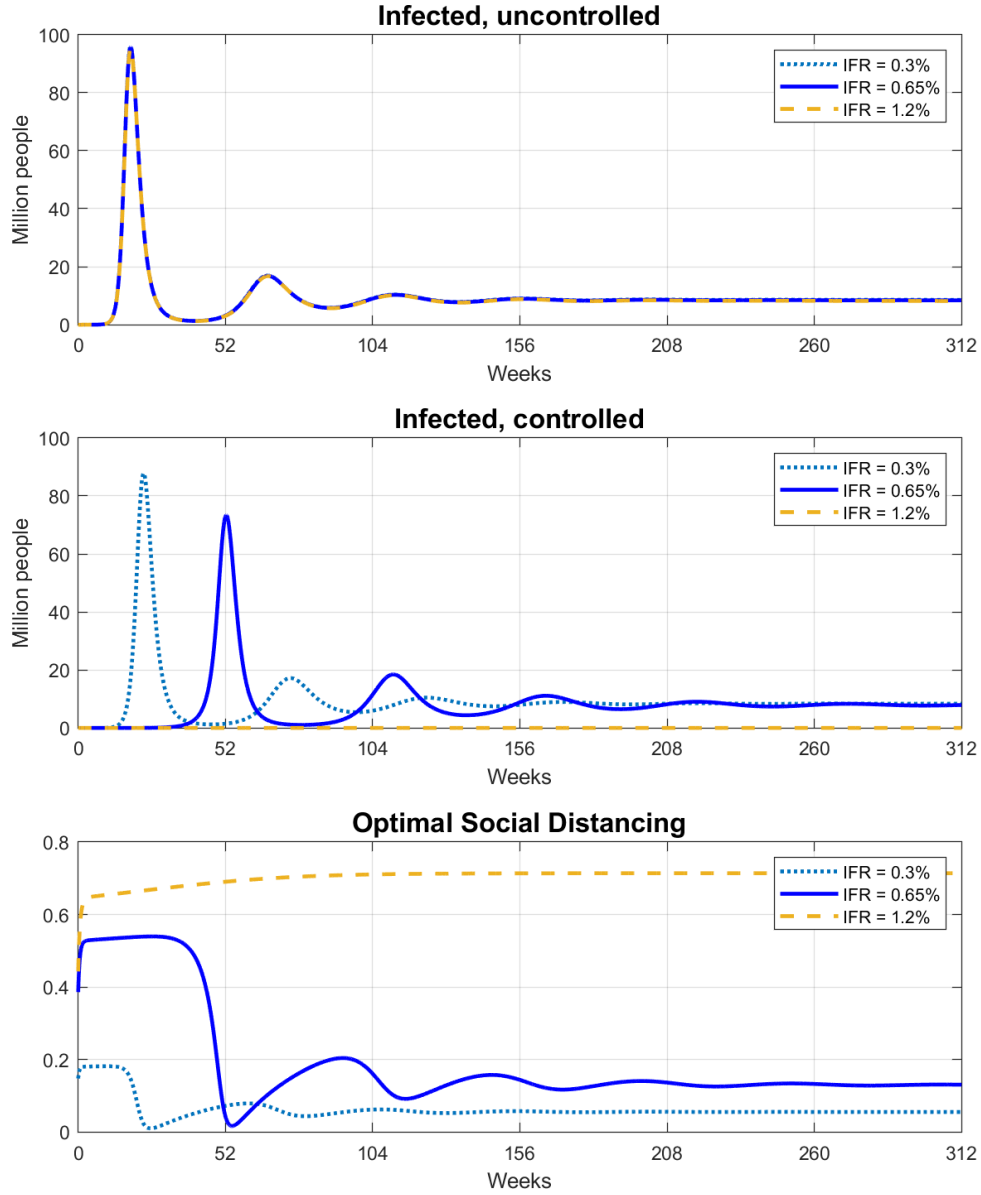 Infected, uncontrolled
100
80
60
40
20
0
Million people
IFR = 0.3%
IFR = 0.65%
IFR = 1.2%
0 52 104 156 208 260 312
Weeks
Infected, controlled
100
80
60
40
20
0
Million people
IFR = 0.3%
IFR = 0.65%
IFR = 1.2%
0 52 104 156 208 260 312
Weeks
Optimal Social Distancing
0.8
0.6
0.4
0.2
0
IFR = 0.3%
IFR = 0.65%
IFR = 1.2%
0 52 104 156 208 260 312
Weeks